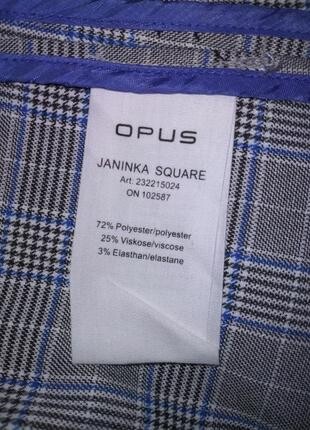 OPUS
JANINKA SQUARE
Art. 232215024
ON 102587
72% Polyester/polyester
25% Viskose/viscose
3% Elasthan/elastane